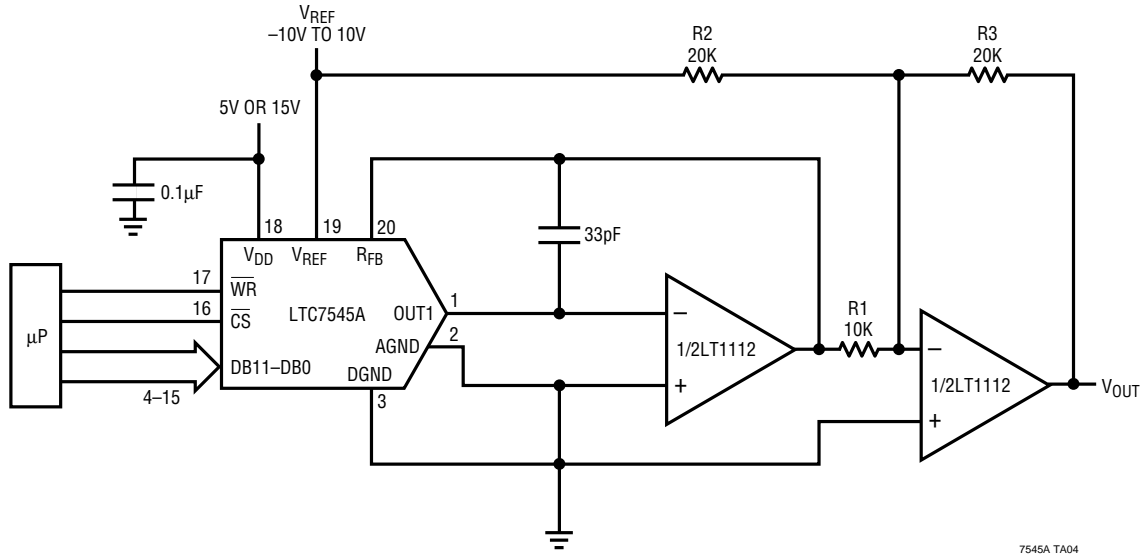 VREF
–10V TO 10V
R2
20K
R3
20K
5V OR 15V
0.1µF
18
19
20
33pF
VDD
VREF
RFB
17
WR
16
CS
LTC7545A
OUT1
1
µP
AGND
2
DB11–DB0
DGND
4–15
3
–
+
1/2LT1112
R1
10K
–
+
1/2LT1112
VOUT
7545A TA04